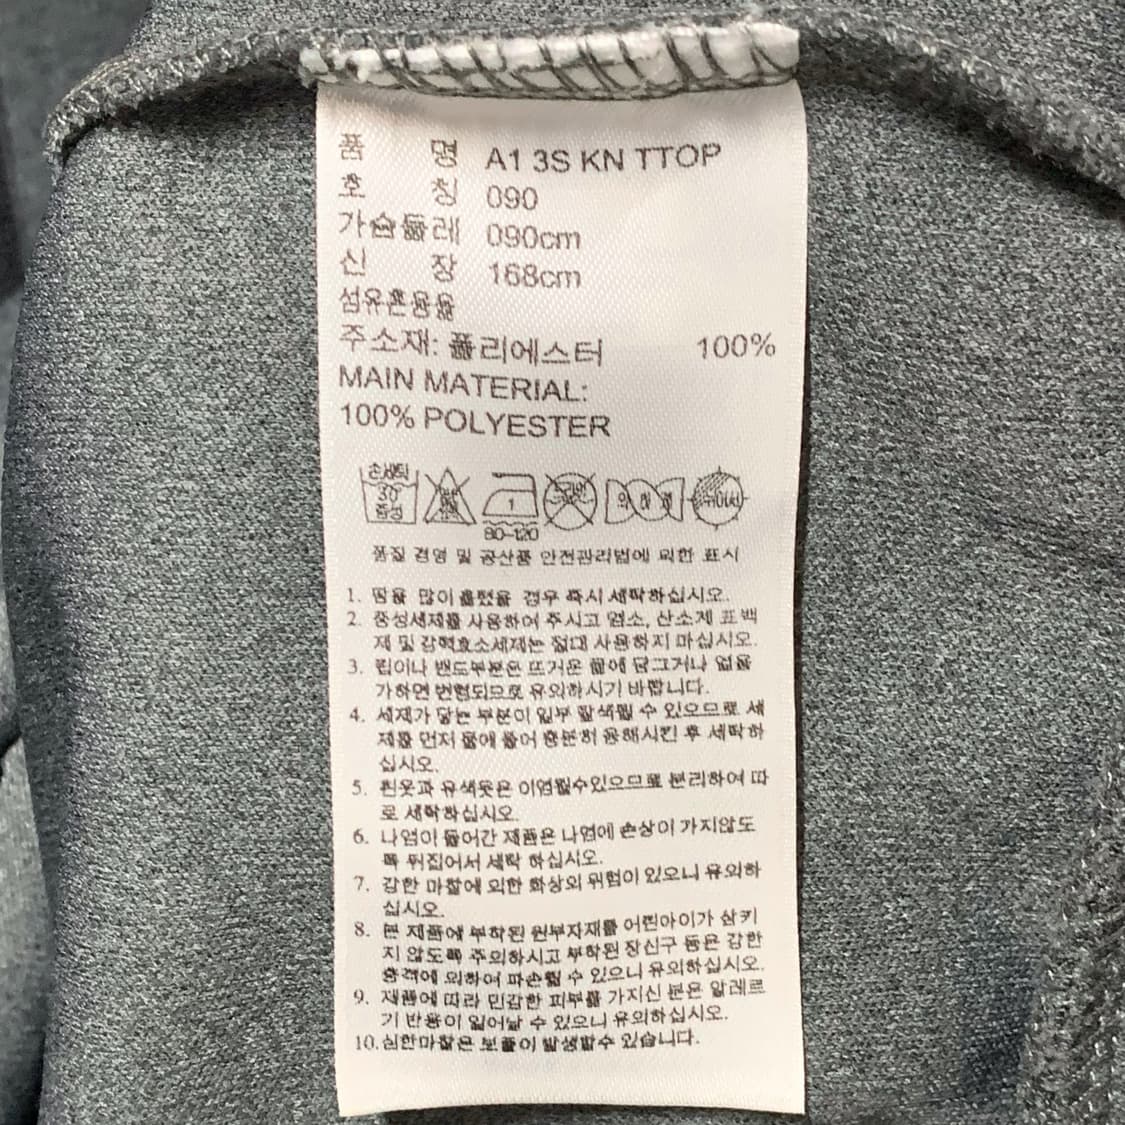 품 명 A1 3S KN TTOP
호 칭 090
가슴둘레 090cm
신 장 168cm
섬유혼용율
주소재: 폴리에스터 100%
MAIN MATERIAL:
100% POLYESTER
손세탁
30°
중성
1
80~120
품질 경영 및 공산품 안전관리법에 의한 표시
1. 땀을 많이 흘렸을 경우 즉시 세탁하십시오.
2. 중성세제를 사용하여 주시고 염소, 산소계 표백
제 및 강력효소세제는 절대 사용하지 마십시오.
3. 립이나 밴드부분은 뜨거운 물에 담그거나 열을
가하면 변형되므로 유의하시기 바랍니다.
4. 세제가 닿는 부분이 일부 탈색될 수 있으므로 세
제를 먼저 물에 풀어 충분히 용해시킨 후 세탁하
십시오.
5. 흰옷과 유색옷은 이염될수있으므로 분리하여 따
로 세탁하십시오.
6. 나염이 들어간 제품은 나염에 손상이 가지않도
록 뒤집어서 세탁 하십시오.
7. 강한 마찰에 의한 화상의 위험이 있으니 유의하
십시오.
8. 본 제품에 부착된 원부자재를 어린아이가 삼키
지 않도록 주의하시고 부착된 장신구 등은 강한
충격에 의하여 파손될 수 있으니 유의하십시오.
9. 제품에 따라 민감한 피부를 가지신 분은 알레르
기 반응이 일어날 수 있으니 유의하십시오.
10.심한마찰은 보풀이 발생할수 있습니다.